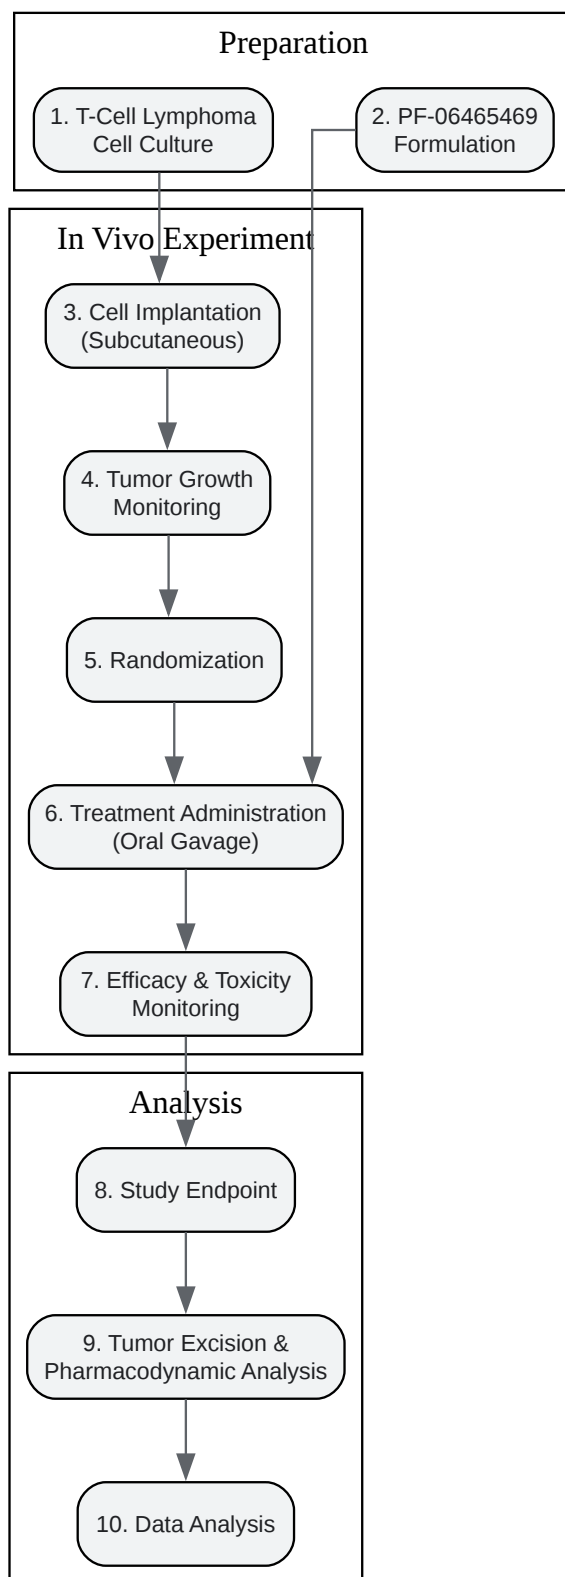 Preparation
1. T-Cell Lymphoma
Cell Culture
2. PF-06465469
Formulation
In Vivo Experiment
3. Cell Implantation
(Subcutaneous)
4. Tumor Growth
Monitoring
5. Randomization
6. Treatment Administration
(Oral Gavage)
7. Efficacy & Toxicity
Monitoring
Analysis
8. Study Endpoint
9. Tumor Excision &
Pharmacodynamic Analysis
10. Data Analysis